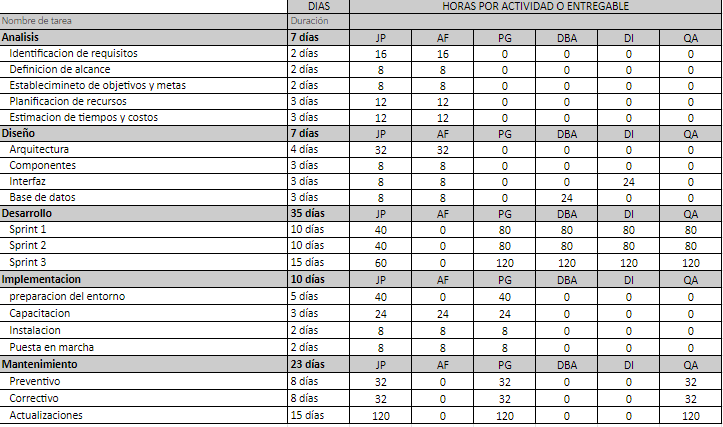 DIAS HORAS POR ACTIVIDAD O ENTREGABLE
Nombre de tarea Duración
Analisis 7 días JP AF PG DBA DI QA
Identificacion de requisitos 2 días 16 16 0 0 0 0
Definicion de alcance 2 días 8 8 0 0 0 0
Establecimineto de objetivos y metas 2 días 8 8 0 0 0 0
Planificacion de recursos 3 días 12 12 0 0 0 0
Estimacion de tiempos y costos 3 días 12 12 0 0 0 0
Diseño 7 días JP AF PG DBA DI QA
Arquitectura 4 días 32 32 0 0 0 0
Componentes 3 días 8 8 0 0 0 0
Interfaz 3 días 8 8 0 0 24 0
Base de datos 3 días 8 8 0 24 0 0
Desarrollo 35 días JP AF PG DBA DI QA
Sprint 1 10 días 40 0 80 80 80 80
Sprint 2 10 días 40 0 80 80 80 80
Sprint 3 15 días 60 0 120 120 120 120
Implementacion 10 días JP AF PG DBA DI QA
preparacion del entorno 5 días 40 0 40 0 0 0
Capacitacion 3 días 24 24 24 0 0 0
Instalacion 2 días 8 8 8 0 0 0
Puesta en marcha 2 días 8 8 8 0 0 0
Mantenimiento 23 días JP AF PG DBA DI QA
Preventivo 8 días 32 0 32 0 0 32
Correctivo 8 días 32 0 32 0 0 32
Actualizaciones 15 días 120 0 120 0 0 120